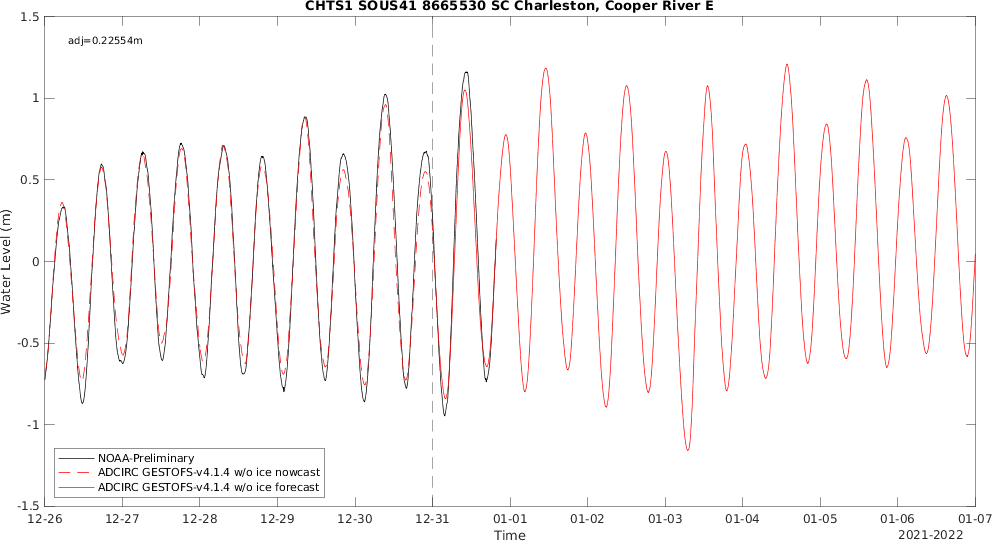 CHTS1 SOUS41 8665530 SC Charleston, Cooper River E
adj=0.22554m
1.5
1
0.5
0
-0.5
-1
-1.5
Water Level (m)
NOAA-Preliminary
ADCIRC GESTOFS-v4.1.4 w/o ice nowcast
ADCIRC GESTOFS-v4.1.4 w/o ice forecast
12-26 12-27 12-28 12-29 12-30 12-31 01-01 01-02 01-03 01-04 01-05 01-06 01-07
Time
2021-2022